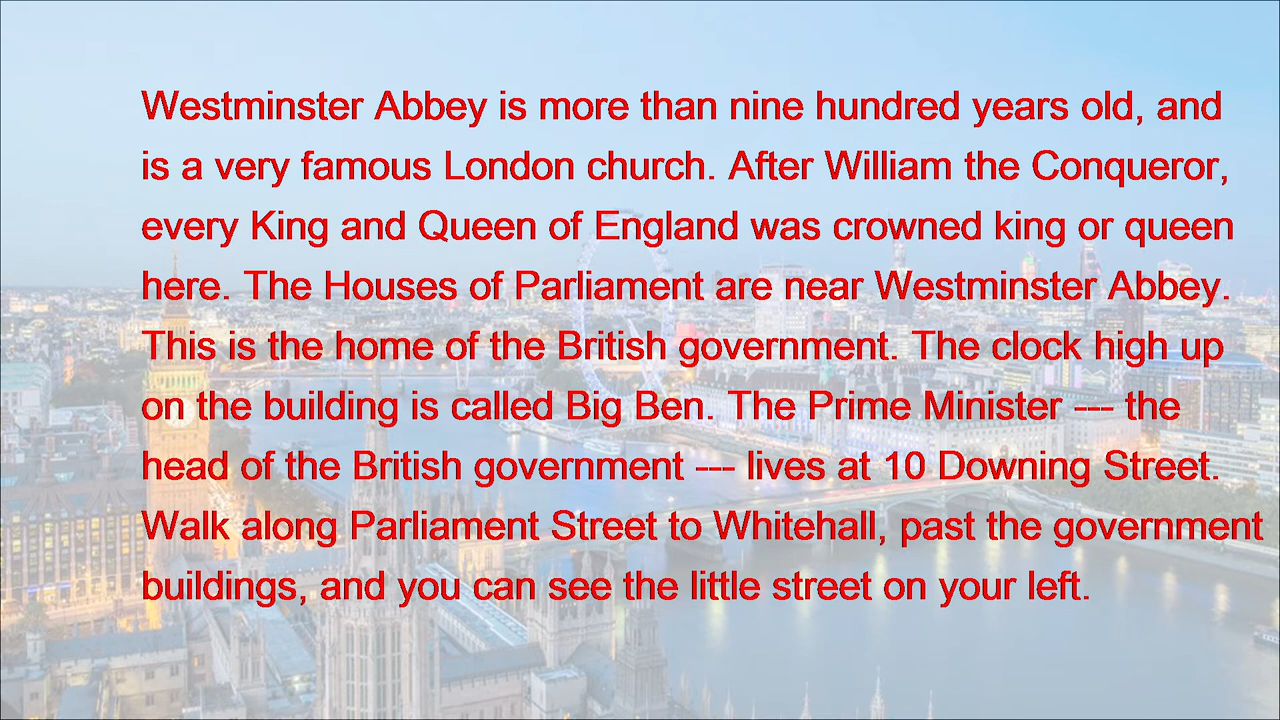 Westminster Abbey is more than nine hundred years old, and
is a very famous London church. After William the Conqueror,
every King and Queen of England was crowned king or queen
here. The Houses of Parliament are near Westminster Abbey.
This is the home of the British government. The clock high up
on the building is called Big Ben. The Prime Minister --- the
head of the British government --- lives at 10 Downing Street.
Walk along Parliament Street to Whitehall, past the government
buildings, and you can see the little street on your left.